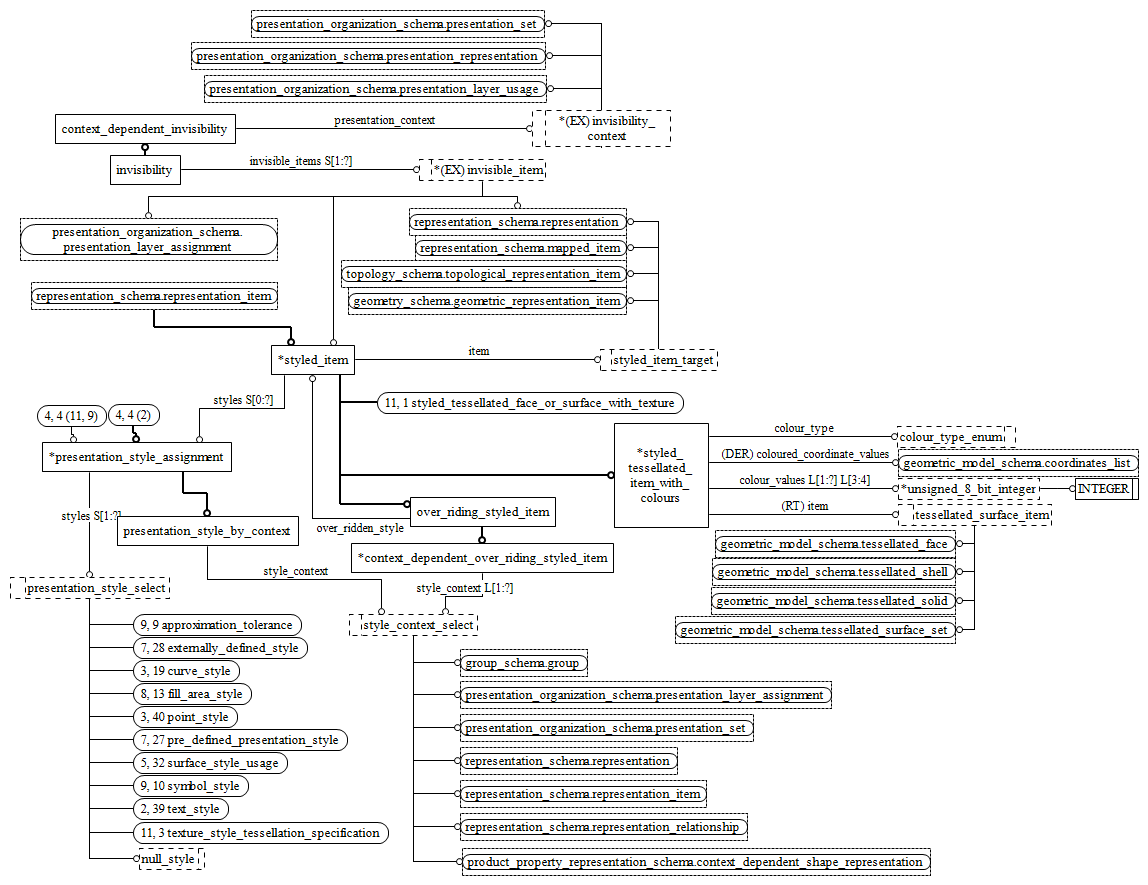 presentation_organization_schema.presentation_set
presentation_organization_schema.presentation_representation
presentation_organization_schema.presentation_layer_usage
context_dependent_invisibility
presentation_context
*(EX) invisibility_
context
invisibility
invisible_items S[1:?]
*(EX) invisible_item
presentation_organization_schema.
presentation_layer_assignment
representation_schema.representation
representation_schema.mapped_item
topology_schema.topological_representation_item
geometry_schema.geometric_representation_item
representation_schema.representation_item
*styled_item
item
styled_item_target
styles S[0:?]
11, 1 styled_tessellated_face_or_surface_with_texture
4, 4 (11, 9)
4, 4 (2)
*presentation_style_assignment
*styled_
tessellated_
item_with_
colours
colour_type
colour_type_enum
(DER) coloured_coordinate_values
geometric_model_schema.coordinates_list
colour_values L[1:?] L[3:4]
*unsigned_8_bit_integer
INTEGER
(RT) item
tessellated_surface_item
styles S[1:?]
presentation_style_by_context
over_ridden_style
over_riding_styled_item
*context_dependent_over_riding_styled_item
geometric_model_schema.tessellated_face
geometric_model_schema.tessellated_shell
geometric_model_schema.tessellated_solid
geometric_model_schema.tessellated_surface_set
style_context
style_context L[1:?]
presentation_style_select
style_context_select
9, 9 approximation_tolerance
7, 28 externally_defined_style
3, 19 curve_style
8, 13 fill_area_style
3, 40 point_style
7, 27 pre_defined_presentation_style
5, 32 surface_style_usage
9, 10 symbol_style
2, 39 text_style
11, 3 texture_style_tessellation_specification
null_style
group_schema.group
presentation_organization_schema.presentation_layer_assignment
presentation_organization_schema.presentation_set
representation_schema.representation
representation_schema.representation_item
representation_schema.representation_relationship
product_property_representation_schema.context_dependent_shape_representation